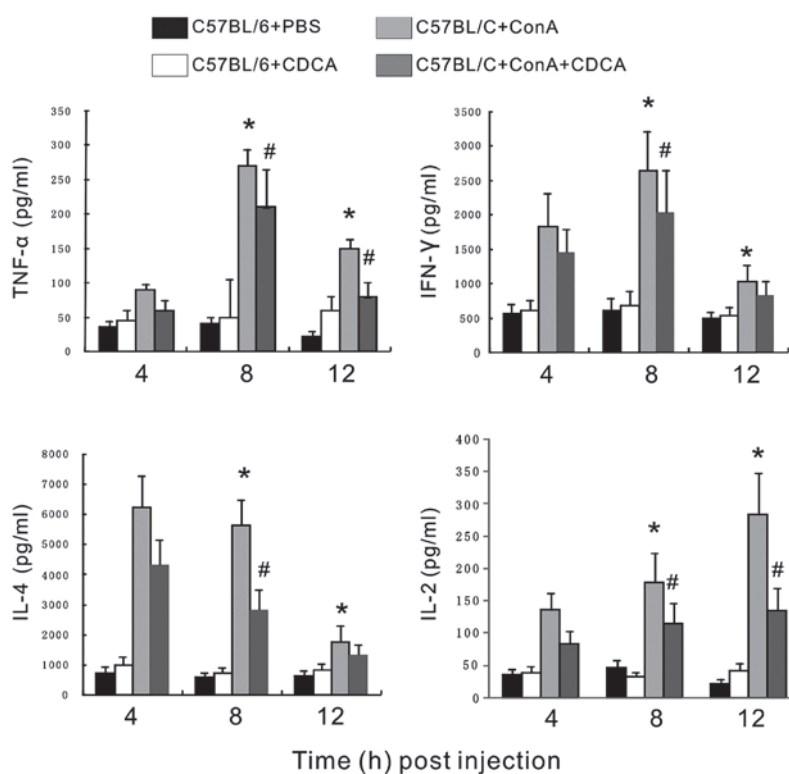 C57BL/6+PBS C57BL/C+ConA
C57BL/6+CDCA C57BL/C+ConA+CDCA
TNF-α (pg/ml)
350
300
250
200
150
100
50
0
* # * #
4 8 12
IFN-γ (pg/ml)
3500
3000
2500
2000
1500
1000
500
0
* # *
4 8 12
IL-4 (pg/ml)
8000
7000
6000
5000
4000
3000
2000
1000
0
* # *
4 8 12
IL-2 (pg/ml)
400
350
300
250
200
150
100
50
0
* # * #
4 8 12
Time (h) post injection